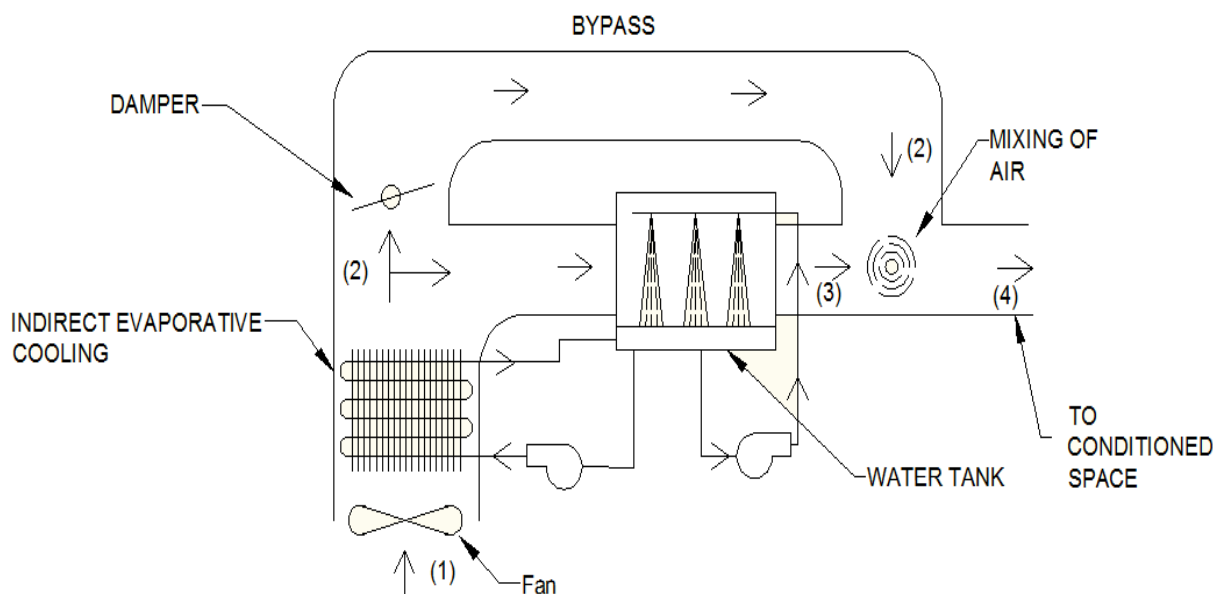 BYPASS
DAMPER
MIXING OF
AIR
(2)
(2)
(3)
(4)
INDIRECT EVAPORATIVE
COOLING
TO
CONDITIONED
SPACE
WATER TANK
(1)
Fan